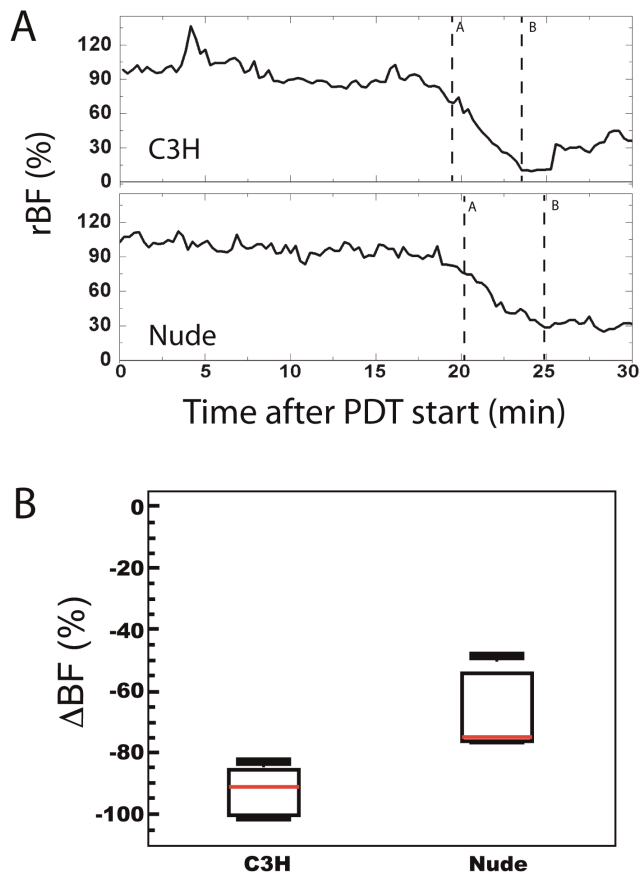 A
A B
120
90
60
30
0
C3H
rBF (%)
A B
120
90
60
30
0
Nude
0 5 10 15 20 25 30
Time after PDT start (min)
B
0
-20
-40
-60
-80
-100
ΔBF (%)
C3H Nude